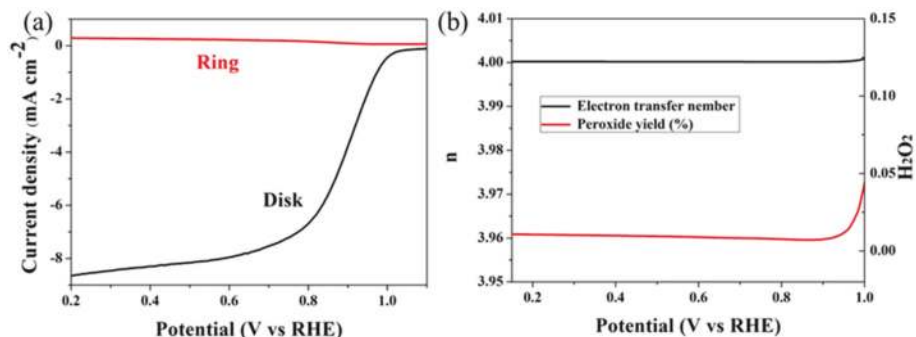 (a)
Current density (mA cm-2)
0
-2
-4
-6
-8
Ring
Disk
0.2 0.4 0.6 0.8 1.0
Potential (V vs RHE)
(b)
n
4.01
4.00
3.99
3.98
3.97
3.96
3.95
Electron transfer nember
Peroxide yield (%)
0.15
0.10
0.05
0.00
H2O2
0.2 0.4 0.6 0.8 1.0
Potential (V vs RHE)